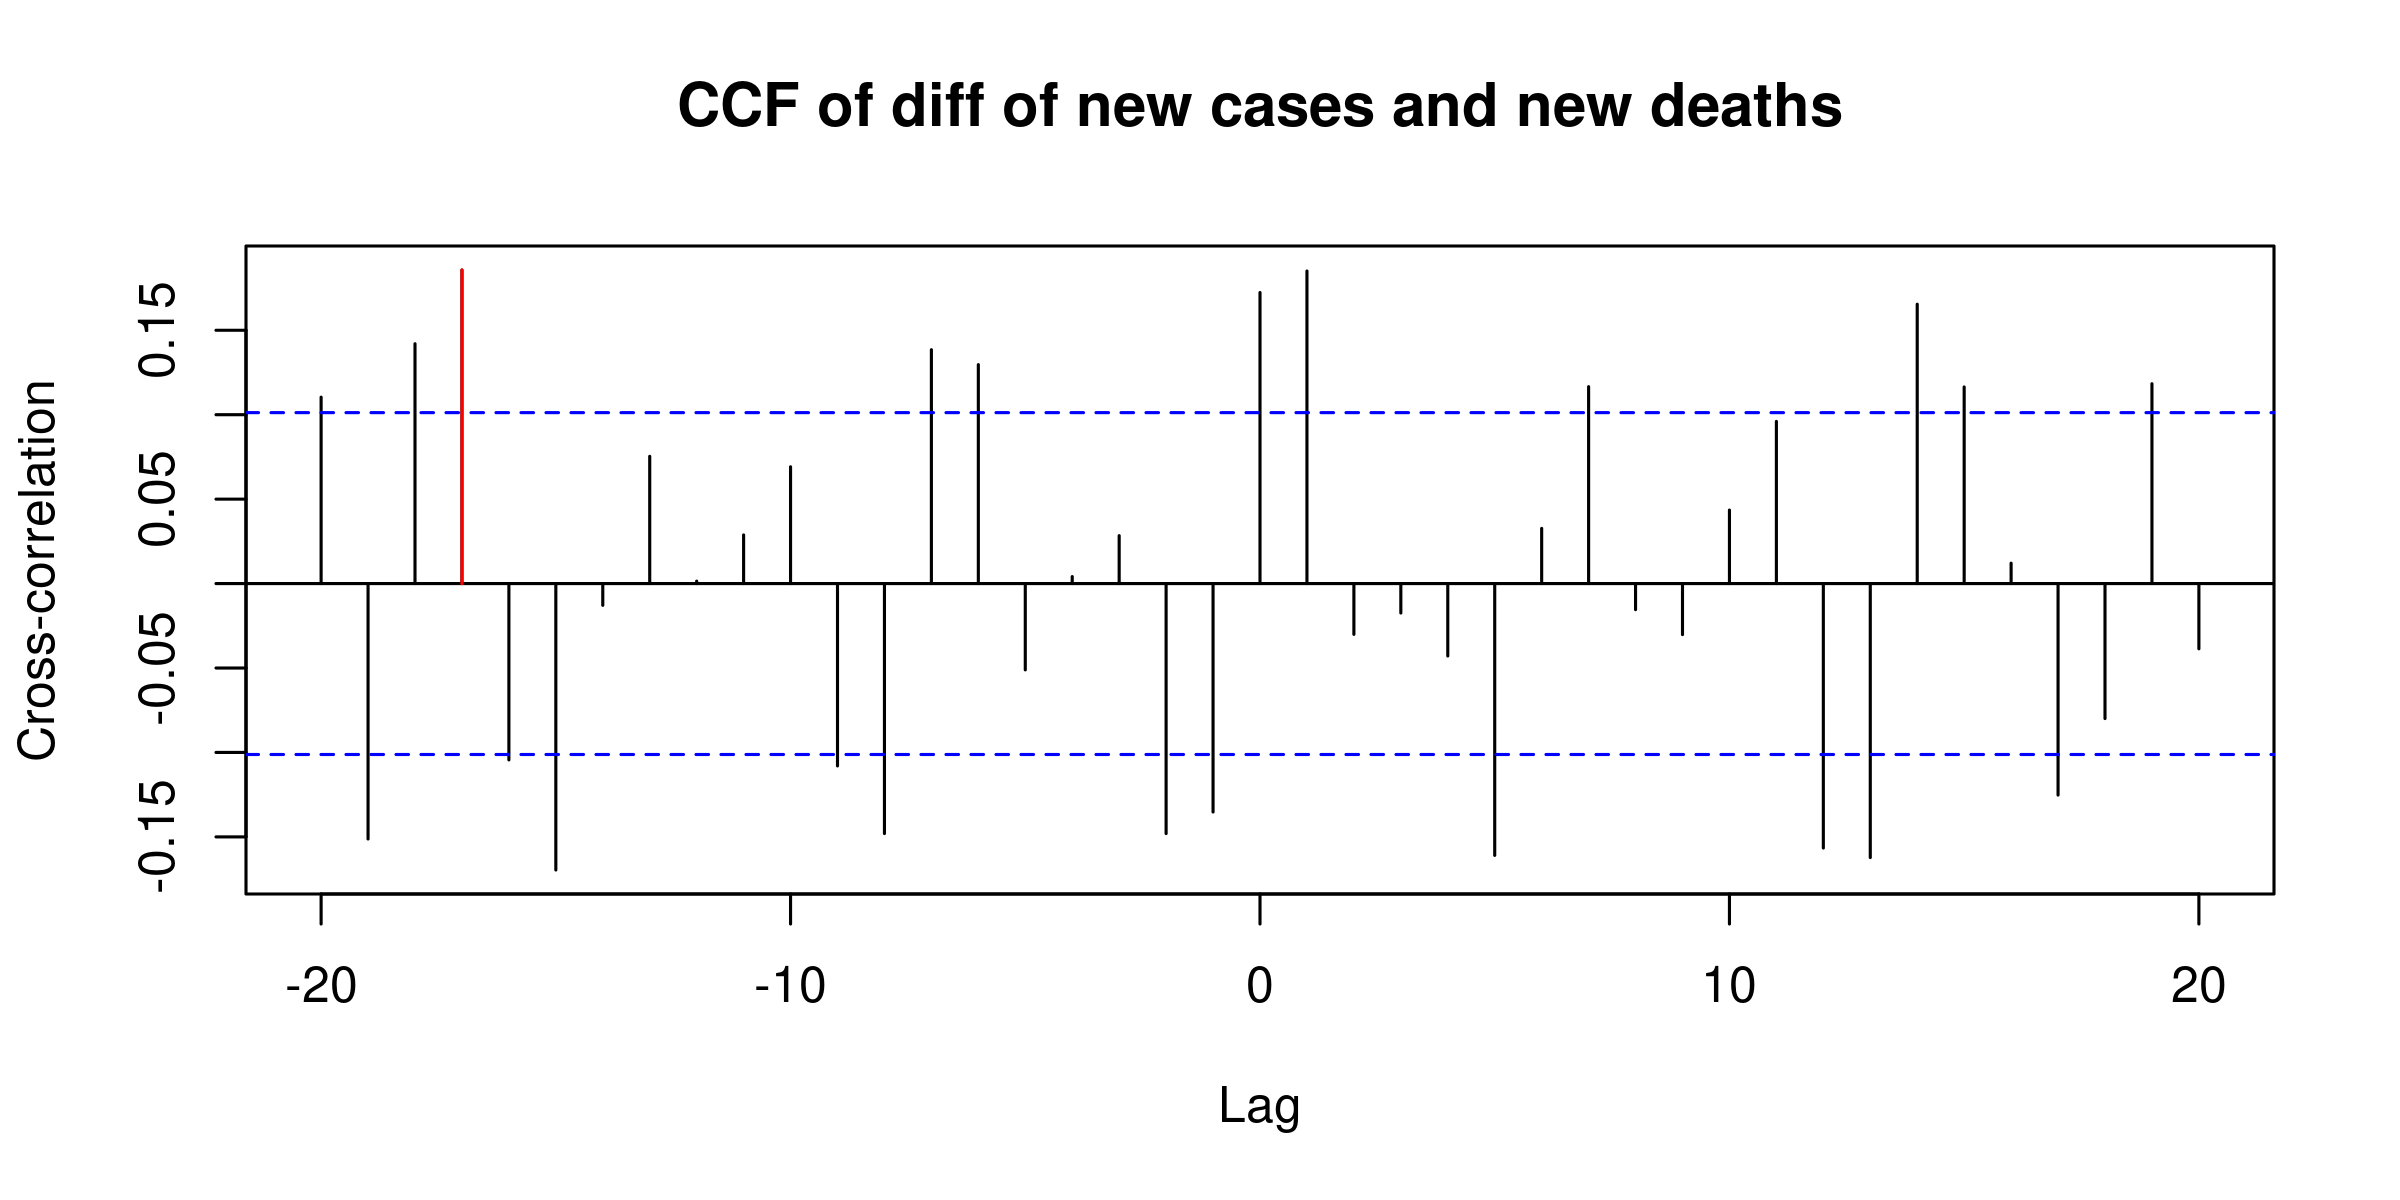 CCF of diff of new cases and new deaths
Cross-correlation
0.15
0.05
-0.05
-0.15
-20 -10 0 10 20
Lag